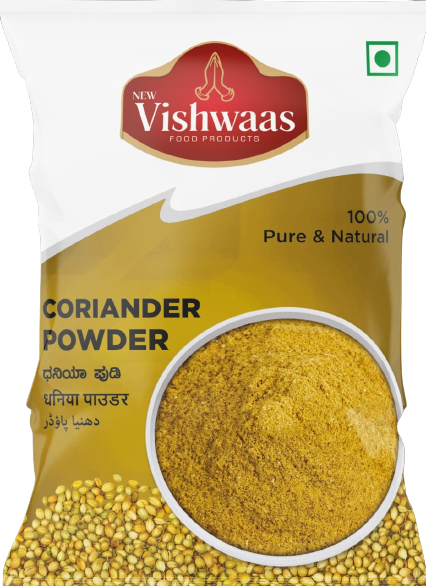 NEW
Vishwaas
FOOD PRODUCTS
100%
Pure & Natural
CORIANDER
POWDER
ಧನಿಯಾ ಪುಡಿ
धनिया पाउडर
دھنیا پاؤڈر